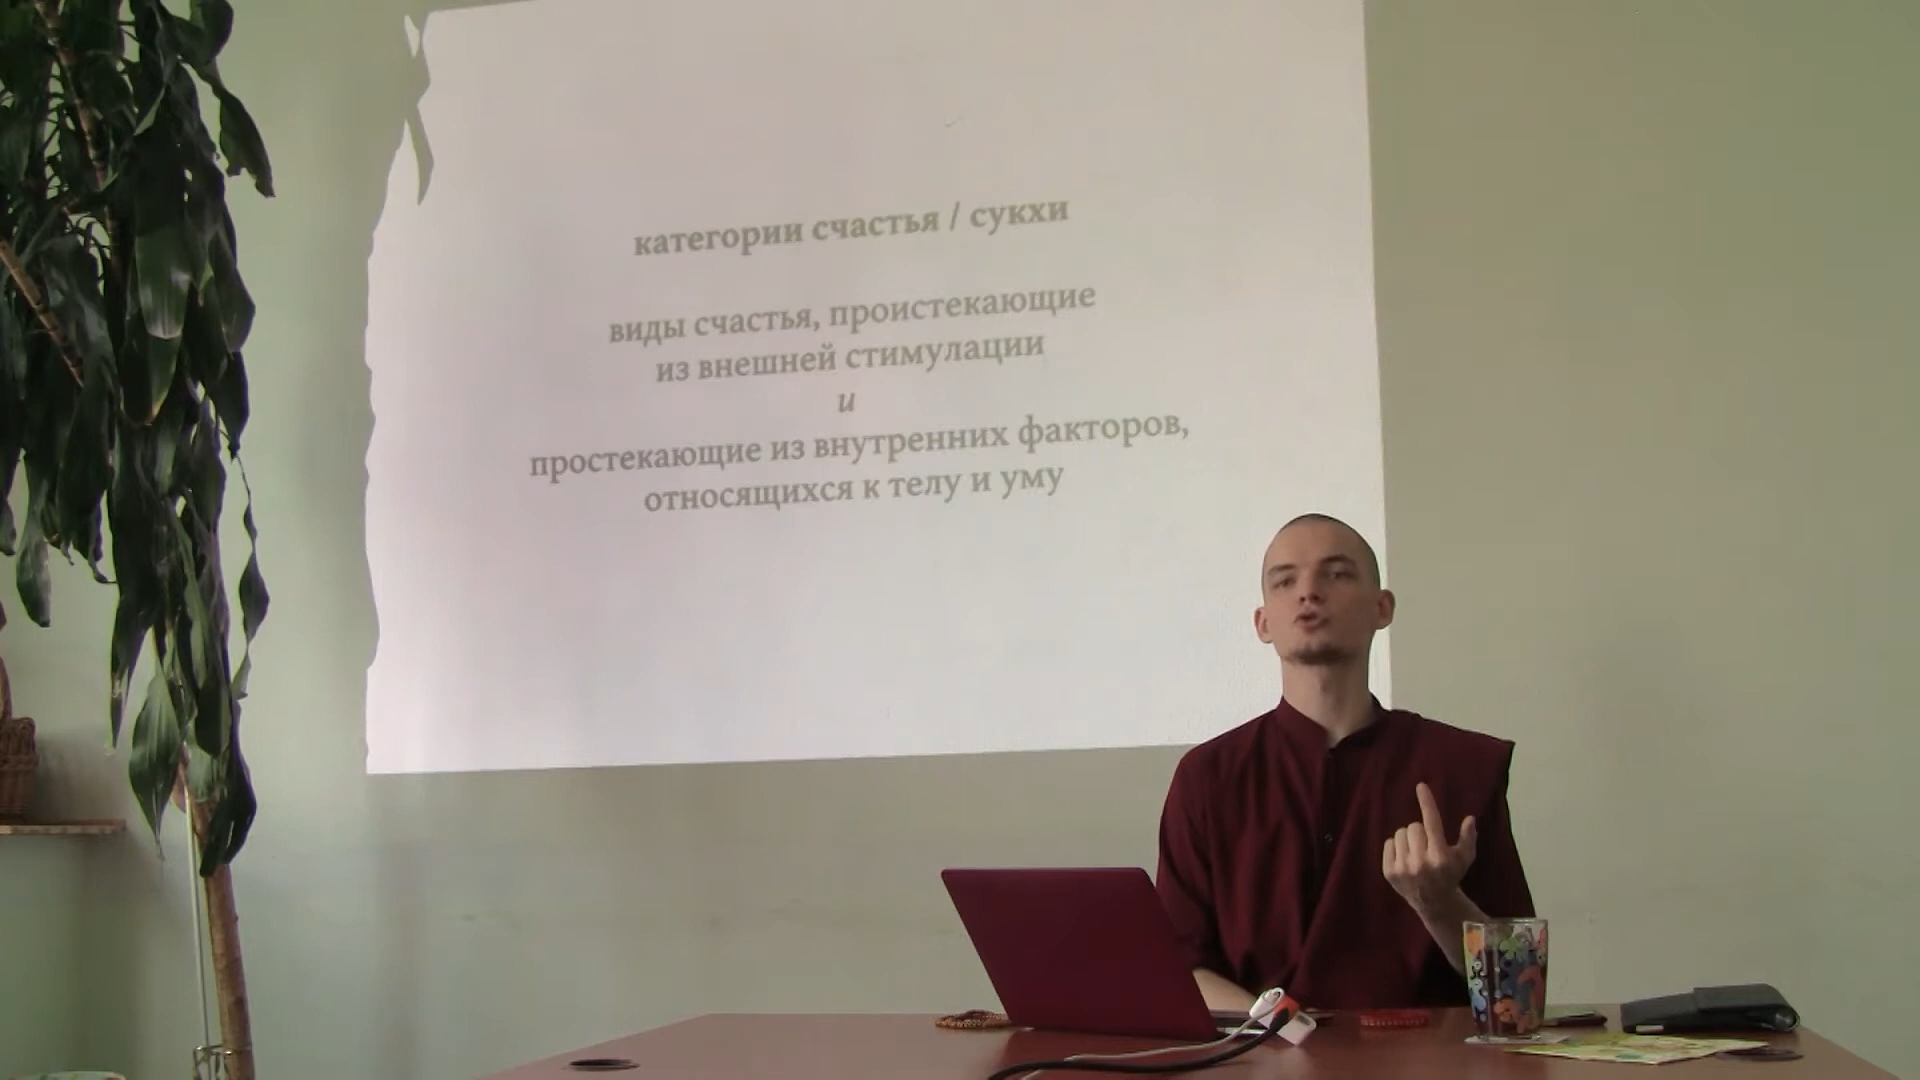 категории счастья / сукхи
виды счастья, проистекающие
из внешней стимуляции
и
простекающие из внутренних факторов,
относящихся к телу и уму